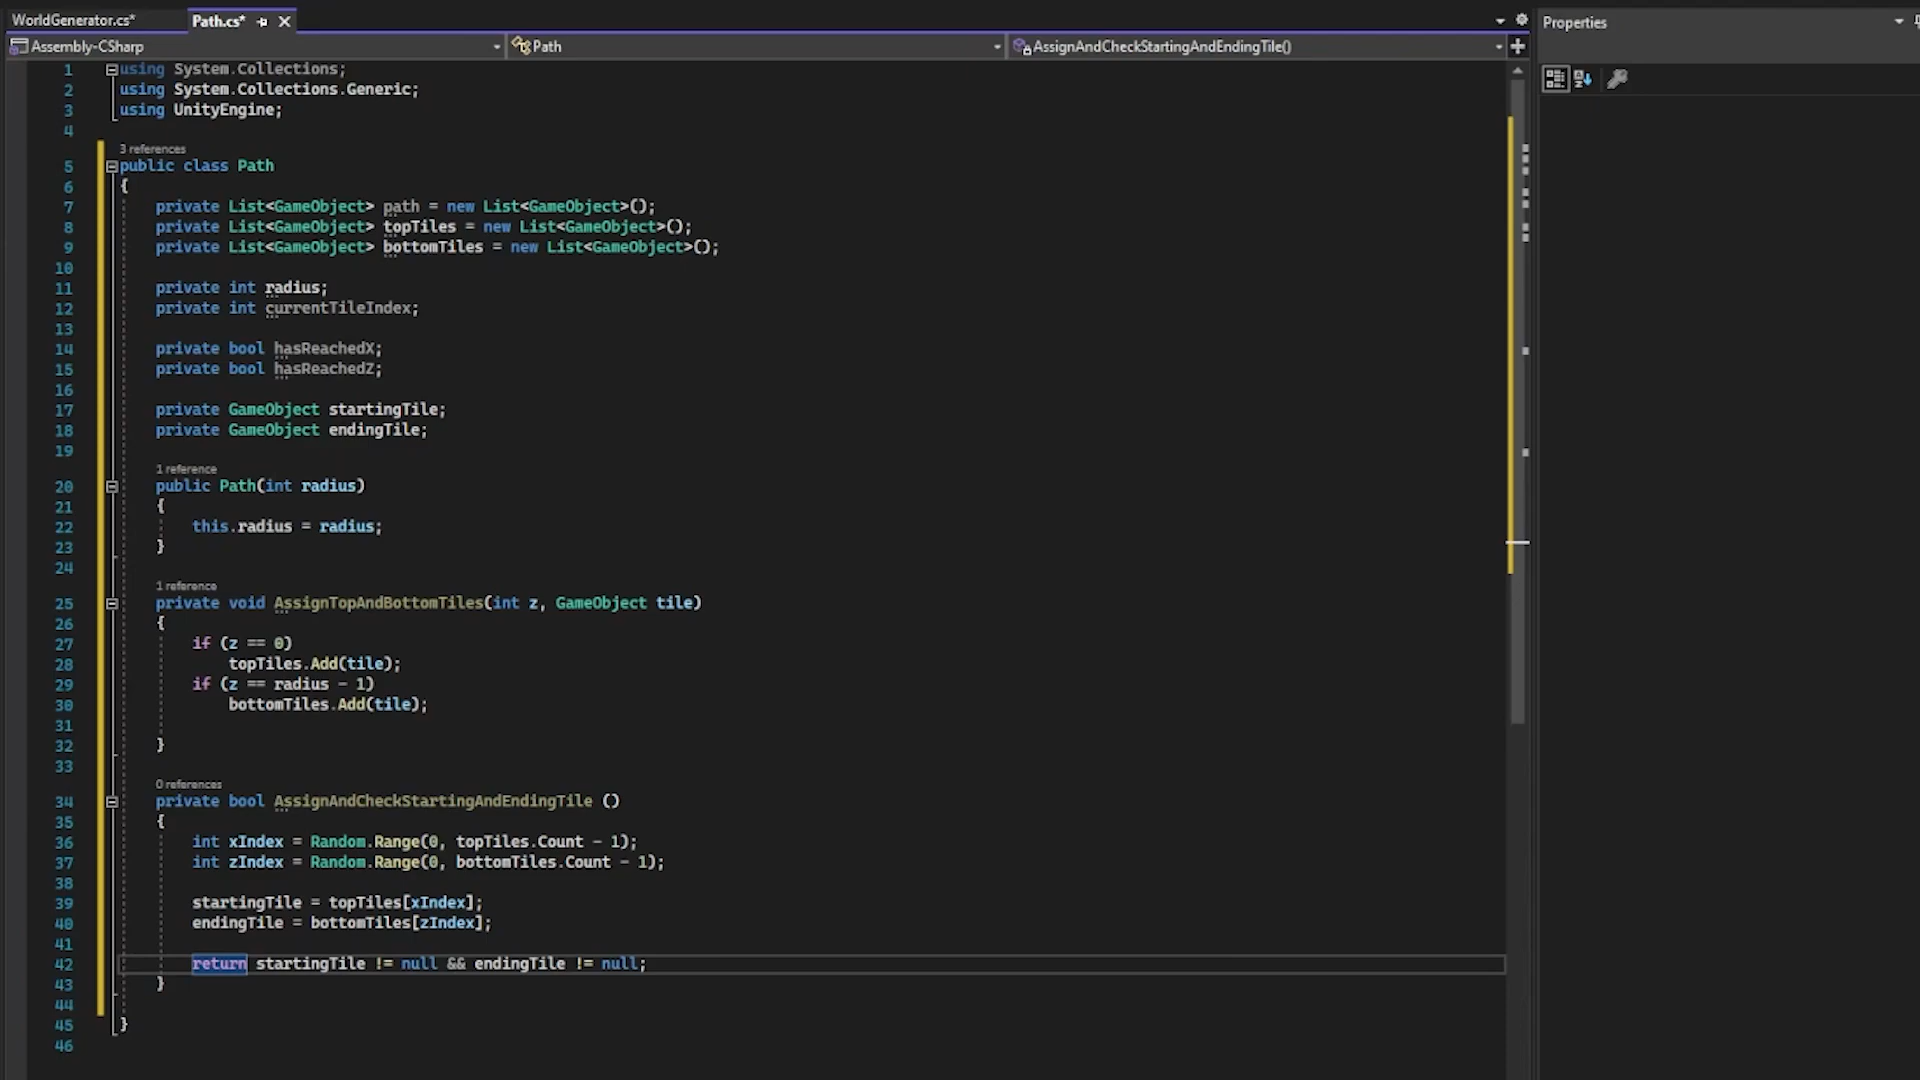 WorldGenerator.cs*
Path.cs*
Properties
Assembly-CSharp
Path
AssignAndCheckStartingAndEndingTile()
1 using System.Collections;
2 using System.Collections.Generic;
3 using UnityEngine;
4
3 references
5 public class Path
6 {
7 private List<GameObject> path = new List<GameObject>();
8 private List<GameObject> topTiles = new List<GameObject>();
9 private List<GameObject> bottomTiles = new List<GameObject>();
10
11 private int radius;
12 private int currentTileIndex;
13
14 private bool hasReachedX;
15 private bool hasReachedZ;
16
17 private GameObject startingTile;
18 private GameObject endingTile;
19
1 reference
20 public Path(int radius)
21 {
22 this.radius = radius;
23 }
24
1 reference
25 private void AssignTopAndBottomTiles(int z, GameObject tile)
26 {
27 if (z == 0)
28 topTiles.Add(tile);
29 if (z == radius - 1)
30 bottomTiles.Add(tile);
31
32 }
33
0 references
34 private bool AssignAndCheckStartingAndEndingTile ()
35 {
36 int xIndex = Random.Range(0, topTiles.Count - 1);
37 int zIndex = Random.Range(0, bottomTiles.Count - 1);
38
39 startingTile = topTiles[xIndex];
40 endingTile = bottomTiles[zIndex];
41
42 return startingTile != null && endingTile != null;
43 }
44
45 }
46